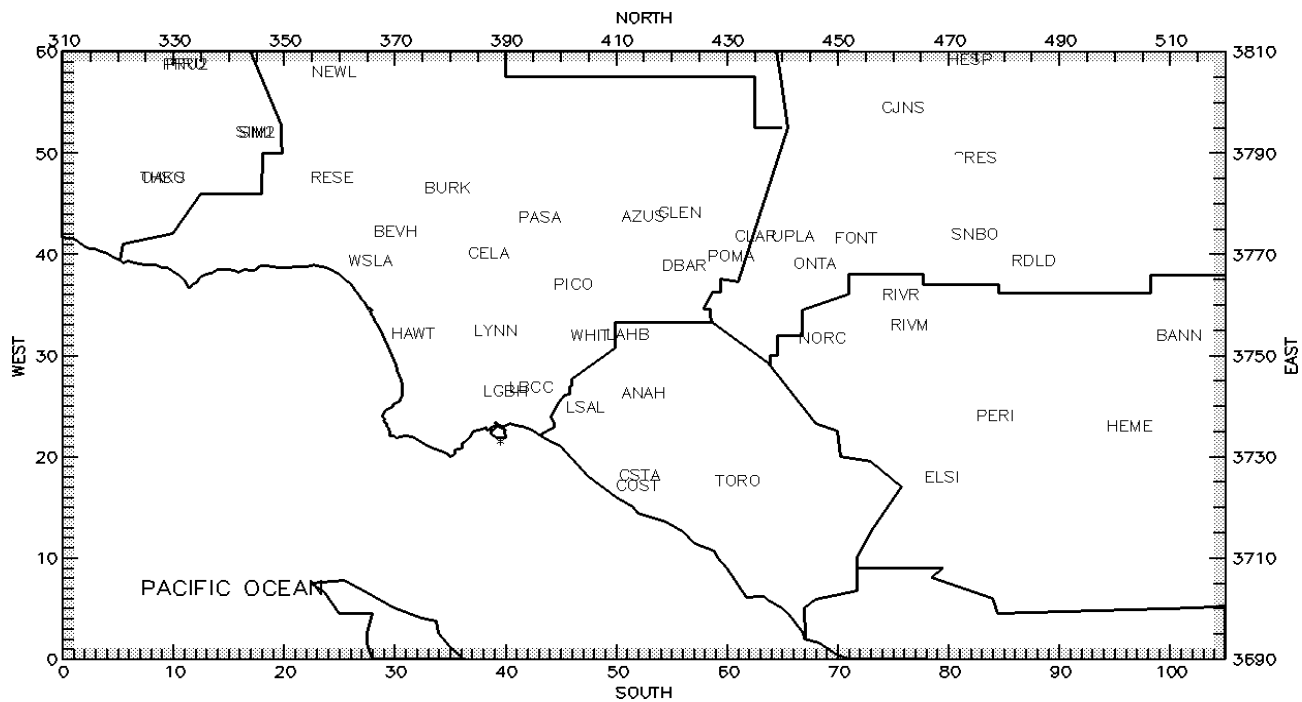 NORTH
310 330 350 370 390 410 430 450 470 490 510
60 3810
HESP
NEWL
CJNS
50 3790
RESE
BURK
PASA AZUS GLEN
BEVH CLAR UPLA FONT SNBO
40 3770
WSLA CELA DBAR POMA ONTA RDLD
PICO RIVR
RIVM
HAWT LYNN WHIT LAHB NORC BANN
WEST 30 3750 EAST
LGBH LBCC ANAH
LSAL PERI
HEME
*
20 3730
CSTA TORO ELSI
COST
10 3710
PACIFIC OCEAN
0 3690
0 10 20 30 40 50 60 70 80 90 100
SOUTH